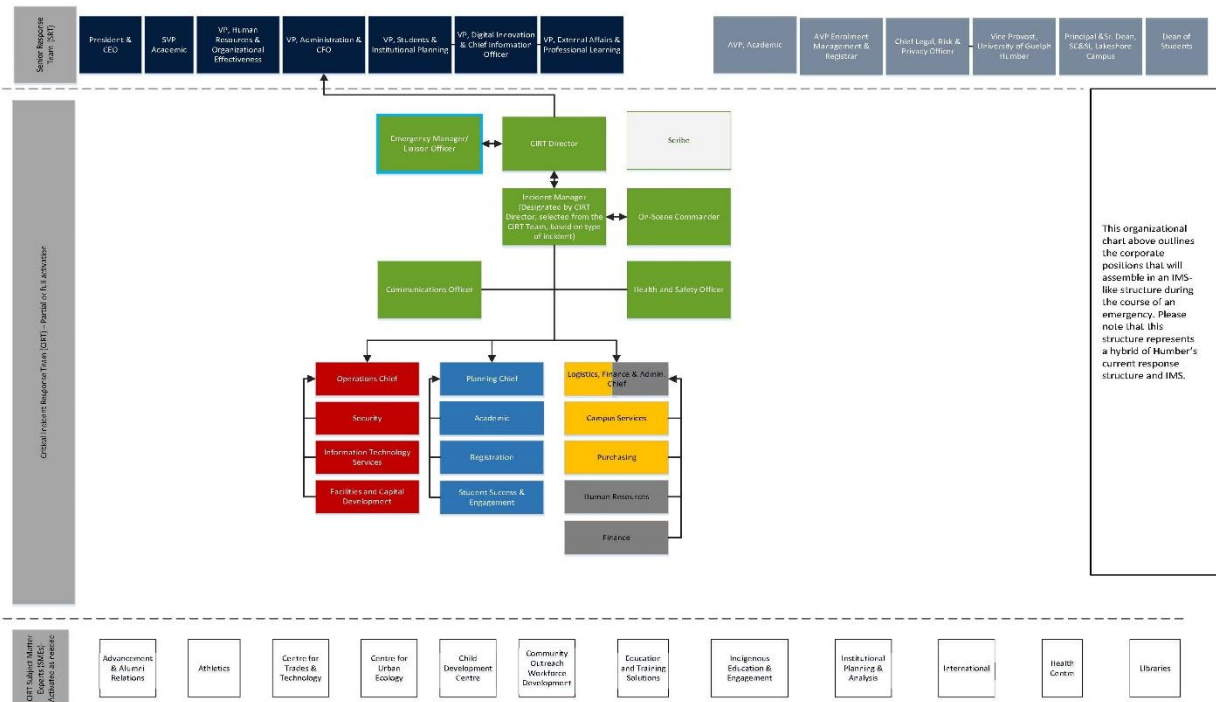 Senior Response
Team (SRT)
President &
CEO
SVP
Academic
VP, Human
Resources &
Organizational
Effectiveness
VP, Administration &
CFO
VP, Students &
Institutional Planning
VP, Digital Innovation
& Chief Information
Officer
VP, External Affairs &
Professional Learning
AVP, Academic
AVP Enrolment
Management &
Registrar
Chief Legal, Risk &
Privacy Officer
Vice Provost,
University of Guelph
Humber
Principal & Sr. Dean,
SC&SI, Lakeshore
Campus
Dean of
Students
Critical Incident Response Team (CIRT) – Partial or full activation
Emergency Manager/
Liaison Officer
CIRT Director
Scribe
Incident Manager
(Designated by CIRT
Director, selected from the
CIRT Team, based on type
of incident)
On-Scene Commander
Communications Officer
Health and Safety Officer
Operations Chief
Security
Information Technology
Services
Facilities and Capital
Development
Planning Chief
Academic
Registration
Student Success &
Engagement
Logistics, Finance & Admin.
Chief
Campus Services
Purchasing
Human Resources
Finance
This organizational
chart above outlines
the corporate
positions that will
assemble in an IMS-
like structure during
the course of an
emergency. Please
note that this
structure represents
a hybrid of Humber's
current response
structure and IMS.
CIRT Subject Matter
Experts (SMEs)
Activated as needed
Advancement
& Alumni
Relations
Athletics
Centre for
Trades &
Technology
Centre for
Urban
Ecology
Child
Development
Centre
Community
Outreach
Workforce
Development
Education
and Training
Solutions
Indigenous
Education &
Engagement
Institutional
Planning &
Analysis
International
Health
Centre
Libraries